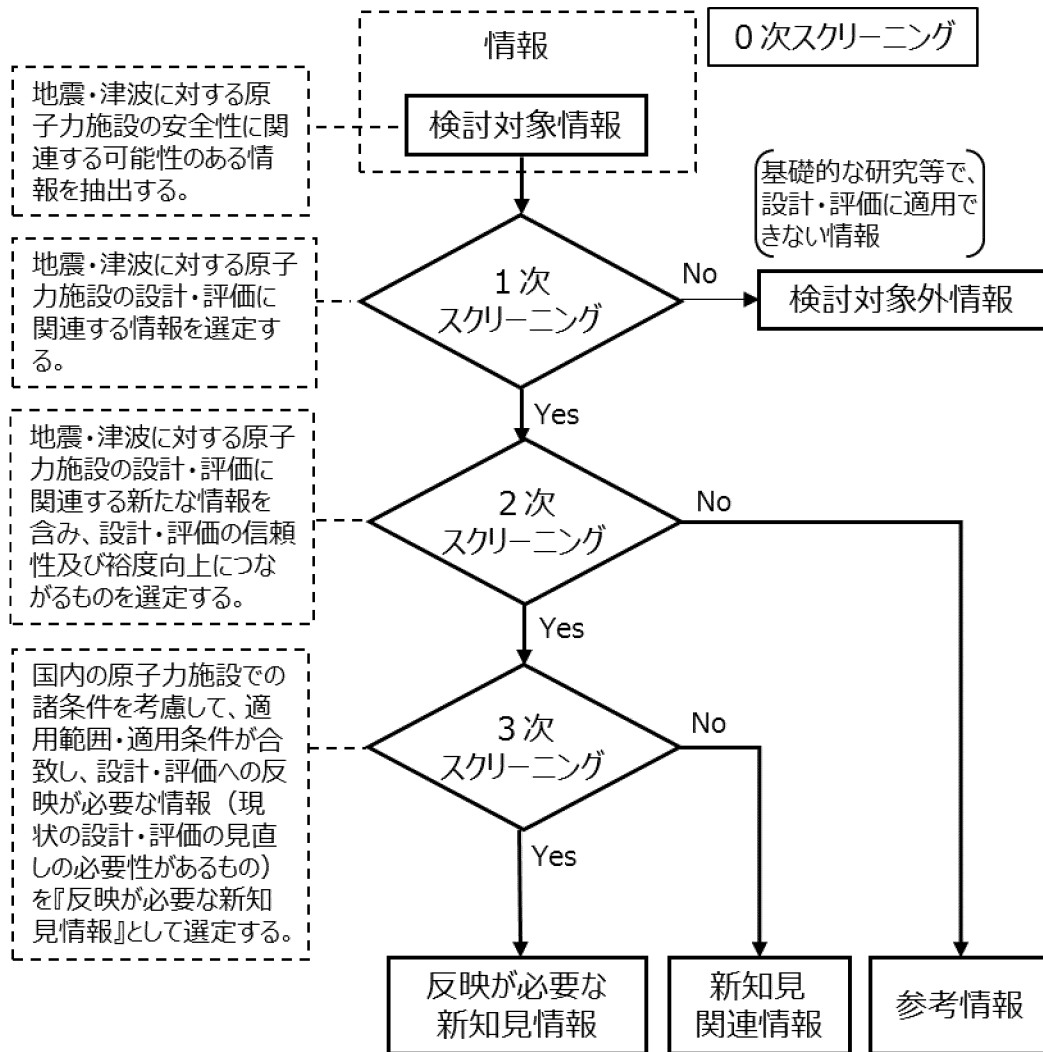 情報
0次スクリーニング
地震・津波に対する原
子力施設の安全性に関
連する可能性のある情
報を抽出する。
検討対象情報
基礎的な研究等で、
設計・評価に適用で
きない情報
地震・津波に対する原子
力施設の設計・評価に
関連する情報を選定す
る。
1次
スクリーニング
No
検討対象外情報
Yes
地震・津波に対する原子
力施設の設計・評価に
関連する新たな情報を
含み、設計・評価の信頼
性及び裕度向上につな
がるものを選定する。
2次
スクリーニング
No
Yes
国内の原子力施設での
諸条件を考慮して、適
用範囲・適用条件が合
致し、設計・評価への反
映が必要な情報（現
状の設計・評価の見直
しの必要性があるもの）
を『反映が必要な新知
見情報』として選定する。
3次
スクリーニング
No
Yes
反映が必要な
新知見情報
新知見
関連情報
参考情報